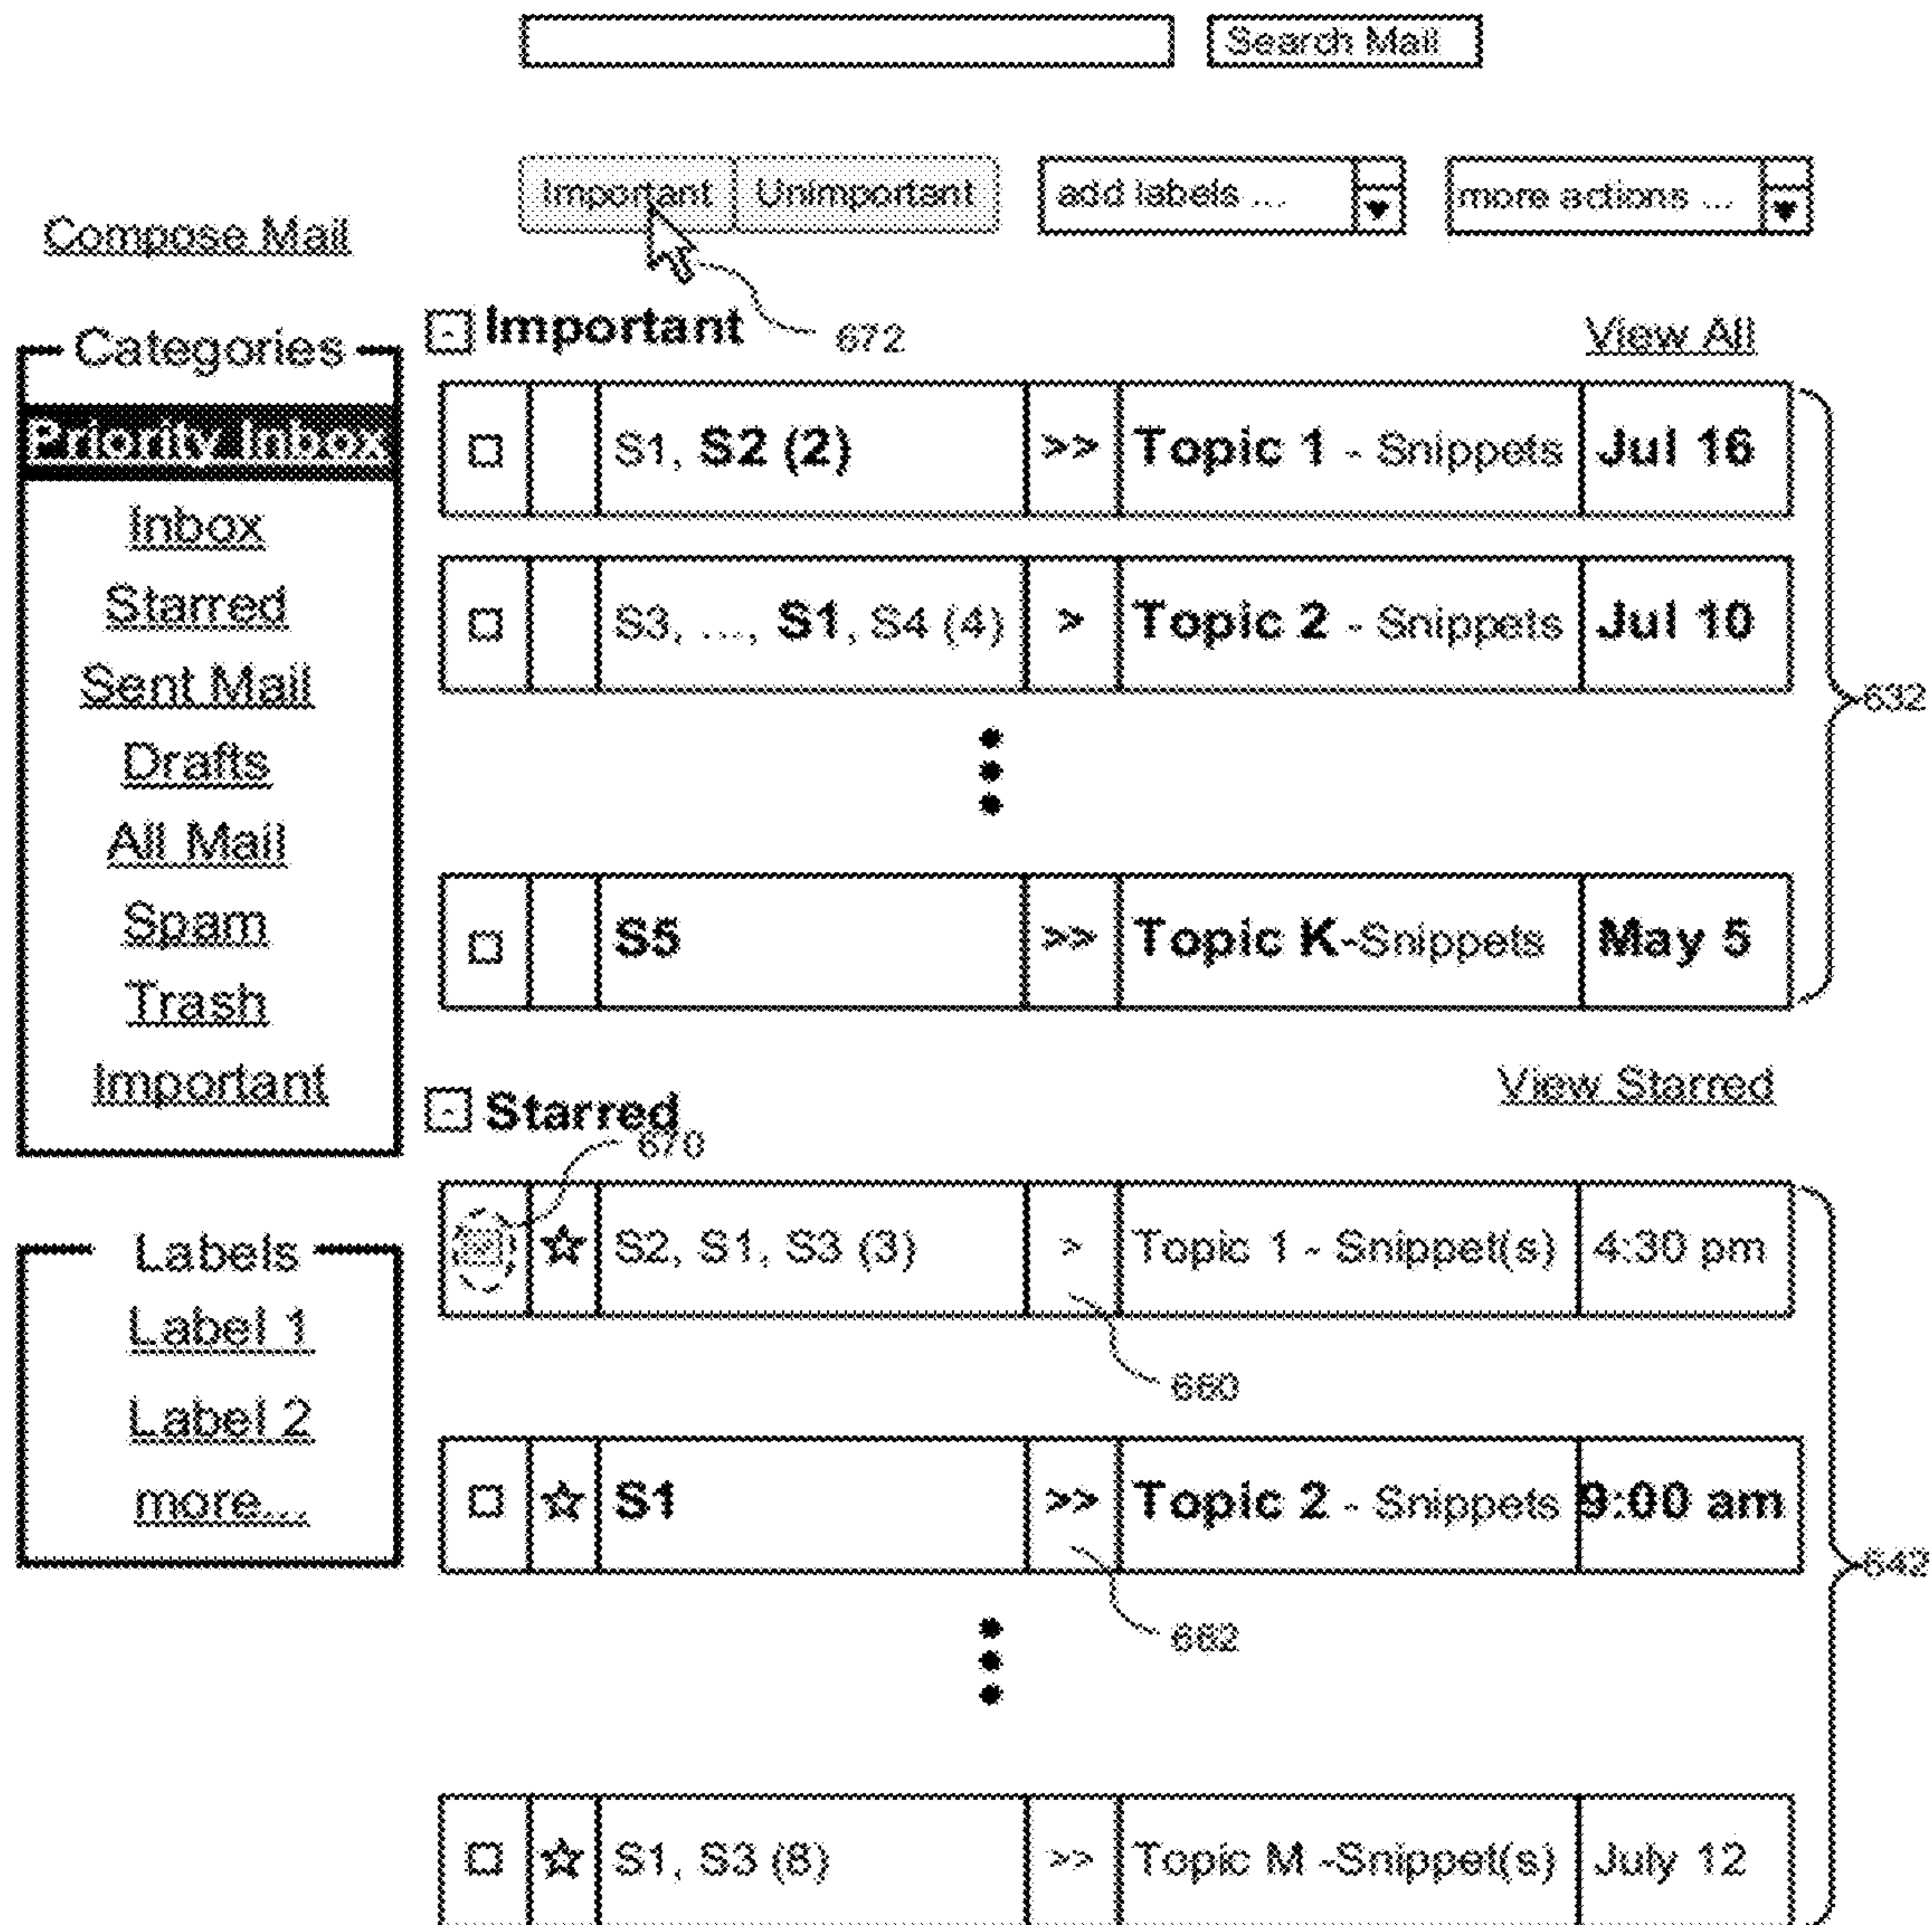 Search Mail
Important Unimportant add labels ... more actions ...
Compose Mail
672
- Important View All
Categories
Priority Inbox
Inbox
Starred
Sent Mail
Drafts
All Mail
Spam
Trash
Important
S1, S2 (2) >> Topic 1 - Snippets Jul 16
S3, ..., S1, S4 (4) > Topic 2 - Snippets Jul 10
632
S5 >> Topic K-Snippets May 5
- Starred View Starred
670
Labels
Label 1
Label 2
more...
S2, S1, S3 (3) > Topic 1 - Snippet(s) 4:30 pm
660
S1 >> Topic 2 - Snippets 9:00 am
642
662
S1, S3 (8) >> Topic M -Snippet(s) July 12